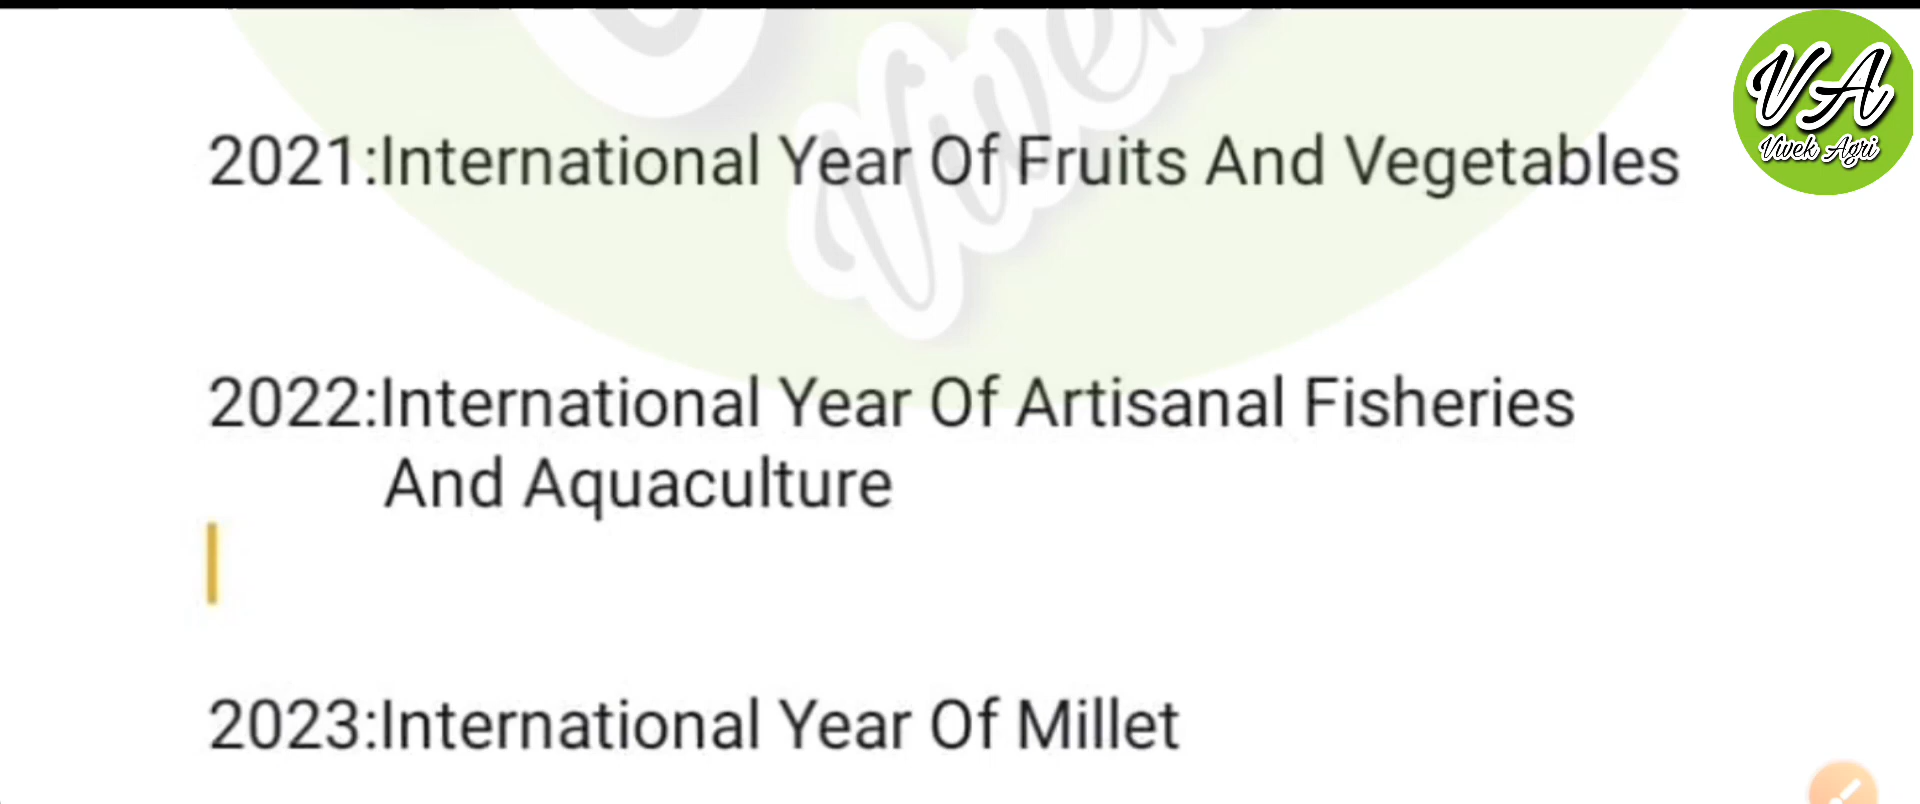 VA
Vivek Agri
2021:International Year Of Fruits And Vegetables
2022:International Year Of Artisanal Fisheries
And Aquaculture
2023:International Year Of Millet